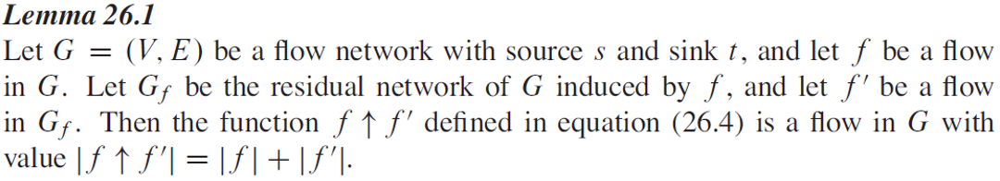 Lemma 26.1
Let G = (V, E) be a flow network with source s and sink t, and let f be a flow
in G. Let G_f be the residual network of G induced by f, and let f′ be a flow
in G_f. Then the function f ↑ f′ defined in equation (26.4) is a flow in G with
value |f ↑ f′| = |f| + |f′|.